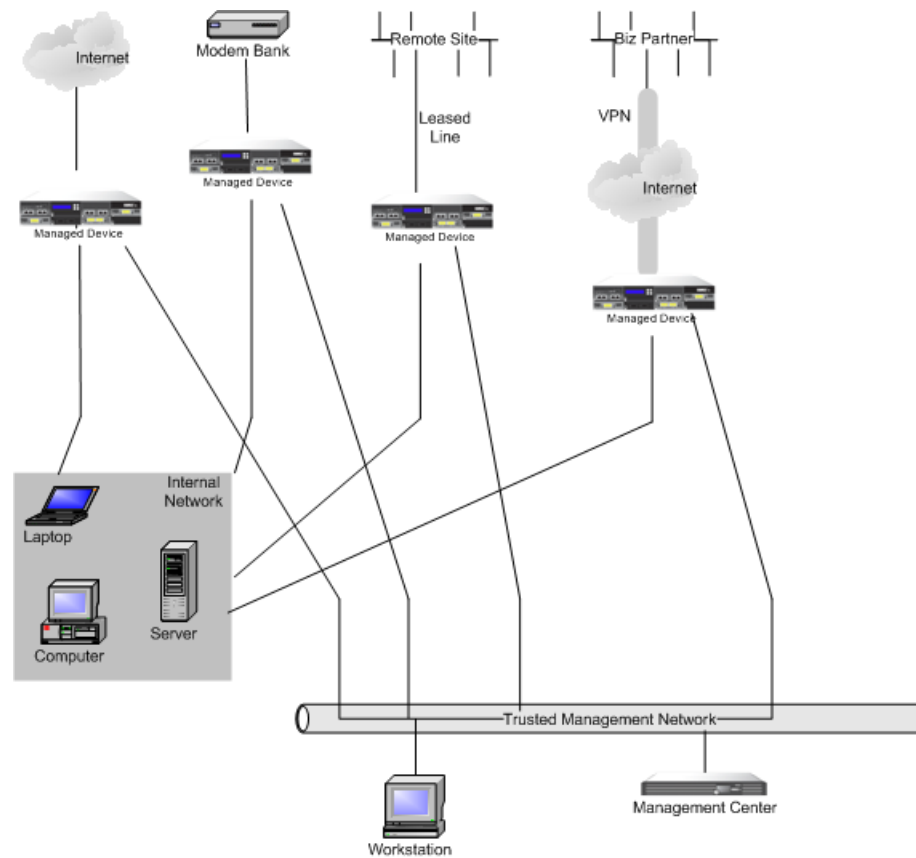 Internet
Modem Bank
Remote Site
Biz Partner
Leased
Line
VPN
Internet
Managed Device
Managed Device
Managed Device
Managed Device
Internal
Network
Laptop
Server
Computer
Trusted Management Network
Workstation
Management Center